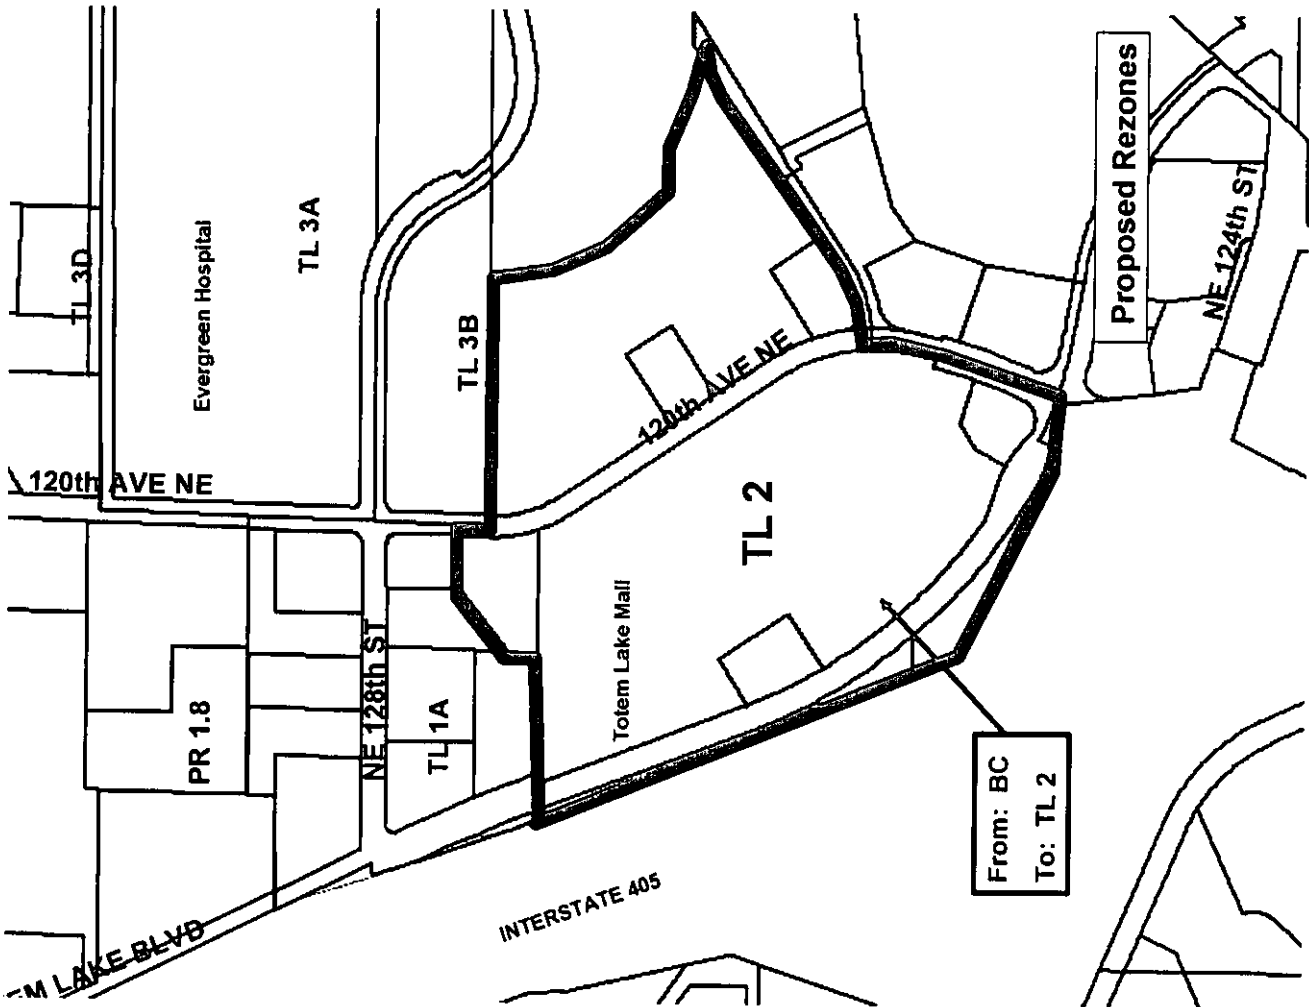 TL 3D
Evergreen Hospital
TL 3A
120th AVE NE
TL 3B
PR 1.8
NE 128th ST
TL 1A
120th AVE NE
TL 2
Totem Lake Mall
INTERSTATE 405
EM LAKE BLVD
From: BC
To: TL 2
Proposed Rezones
NE 124th ST